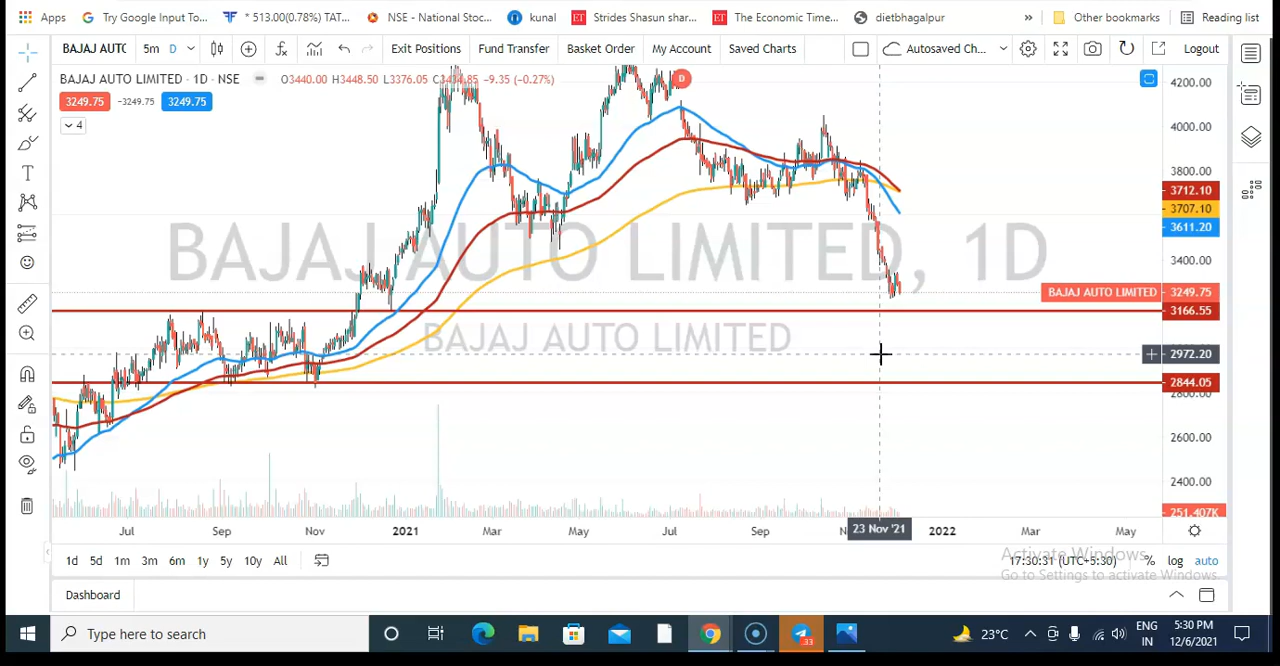 Apps Try Google Input To... * 513.00(0.78%) TAT... NSE - National Stoc... kunal Strides Shasun shar... The Economic Time... dietbhagalpur » Other bookmarks Reading list
BAJAJ AUTO 5m D Exit Positions Fund Transfer Basket Order My Account Saved Charts Autosaved Ch... Logout
BAJAJ AUTO LIMITED · 1D · NSE O3440.00 H3448.50 L3376.05 −9.35 (−0.27%)
3249.75 −3249.75 3249.75
4
D
4200.00
4000.00
3800.00
3712.10
3707.10
3611.20
3400.00
BAJAJ AUTO LIMITED, 1D
BAJAJ AUTO LIMITED 3249.75
3166.55
BAJAJ AUTO LIMITED
2972.20
2844.05
2800.00
2600.00
2400.00
251.407K
Jul Sep Nov 2021 Mar May Jul Sep 23 Nov '21 2022 Mar May
1d 5d 1m 3m 6m 1y 5y 10y All 17:30:31 (UTC+5:30) % log auto
Activate Windows
Go to Settings to activate Windows.
Dashboard
Type here to search 33 23°C ENG IN 5:30 PM 12/6/2021